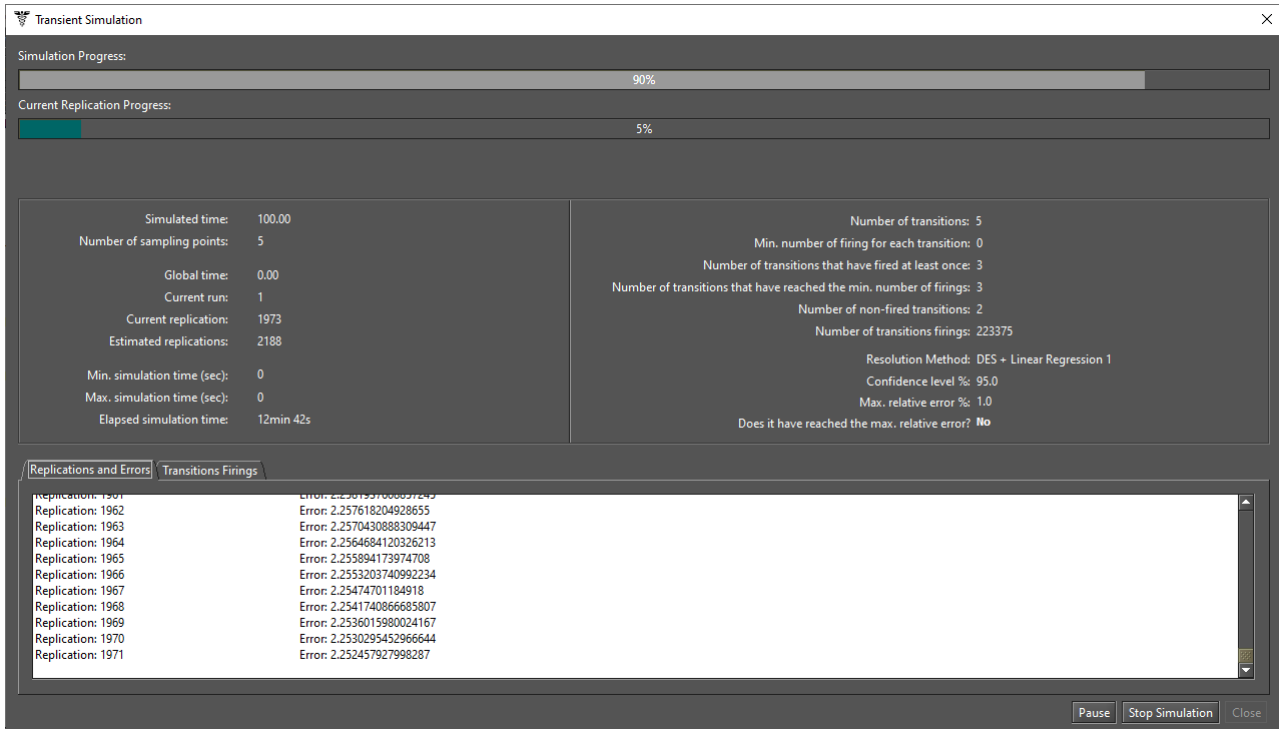 Transient Simulation
Simulation Progress:
90%
Current Replication Progress:
5%
Simulated time: 100.00
Number of sampling points: 5
Global time: 0.00
Current run: 1
Current replication: 1973
Estimated replications: 2188
Min. simulation time (sec): 0
Max. simulation time (sec): 0
Elapsed simulation time: 12min 42s
Number of transitions: 5
Min. number of firing for each transition: 0
Number of transitions that have fired at least once: 3
Number of transitions that have reached the min. number of firings: 3
Number of non-fired transitions: 2
Number of transitions firings: 223375
Resolution Method: DES + Linear Regression 1
Confidence level %: 95.0
Max. relative error %: 1.0
Does it have reached the max. relative error? No
Replications and Errors Transitions Firings
Replication: 1961 Error:
Replication: 1962 Error: 2.257618204928655
Replication: 1963 Error: 2.2570430888309447
Replication: 1964 Error: 2.2564684120326213
Replication: 1965 Error: 2.255894173974708
Replication: 1966 Error: 2.2553203740992234
Replication: 1967 Error: 2.25474701184918
Replication: 1968 Error: 2.2541740866685807
Replication: 1969 Error: 2.2536015980024167
Replication: 1970 Error: 2.2530295452966644
Replication: 1971 Error: 2.252457927998287
Pause Stop Simulation Close